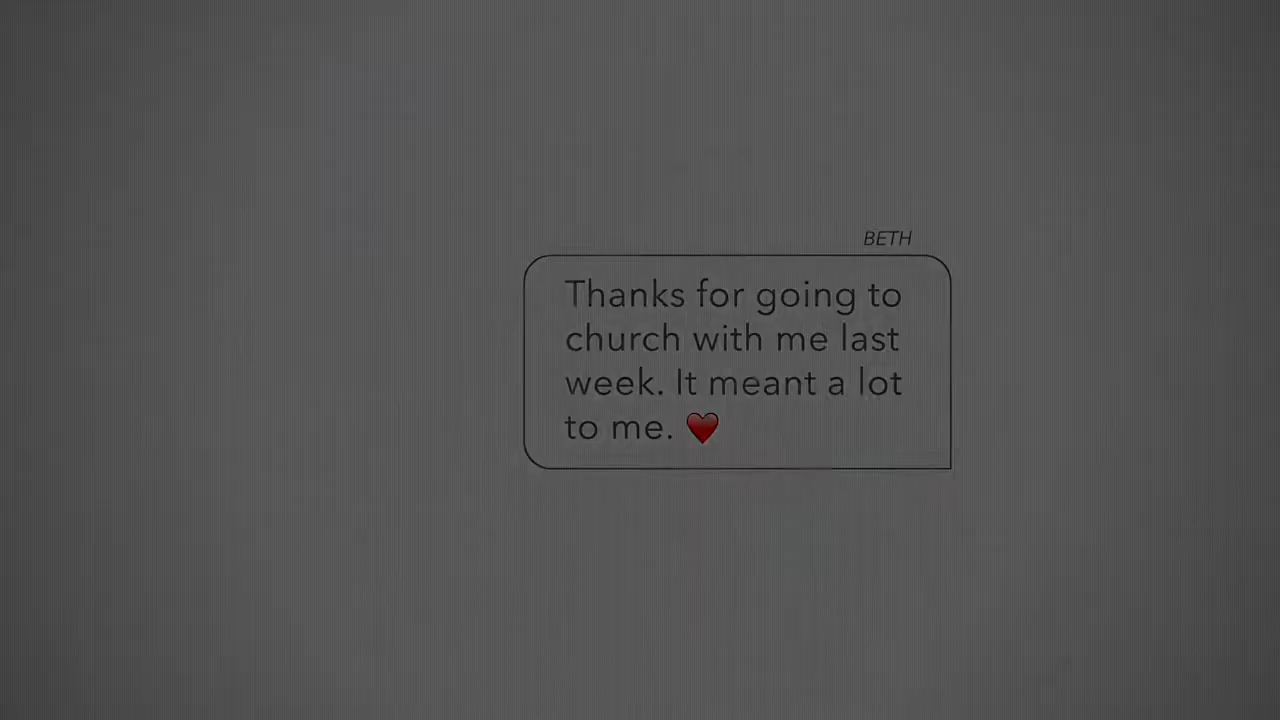 BETH
Thanks for going to
church with me last
week. It meant a lot
to me. ❤️